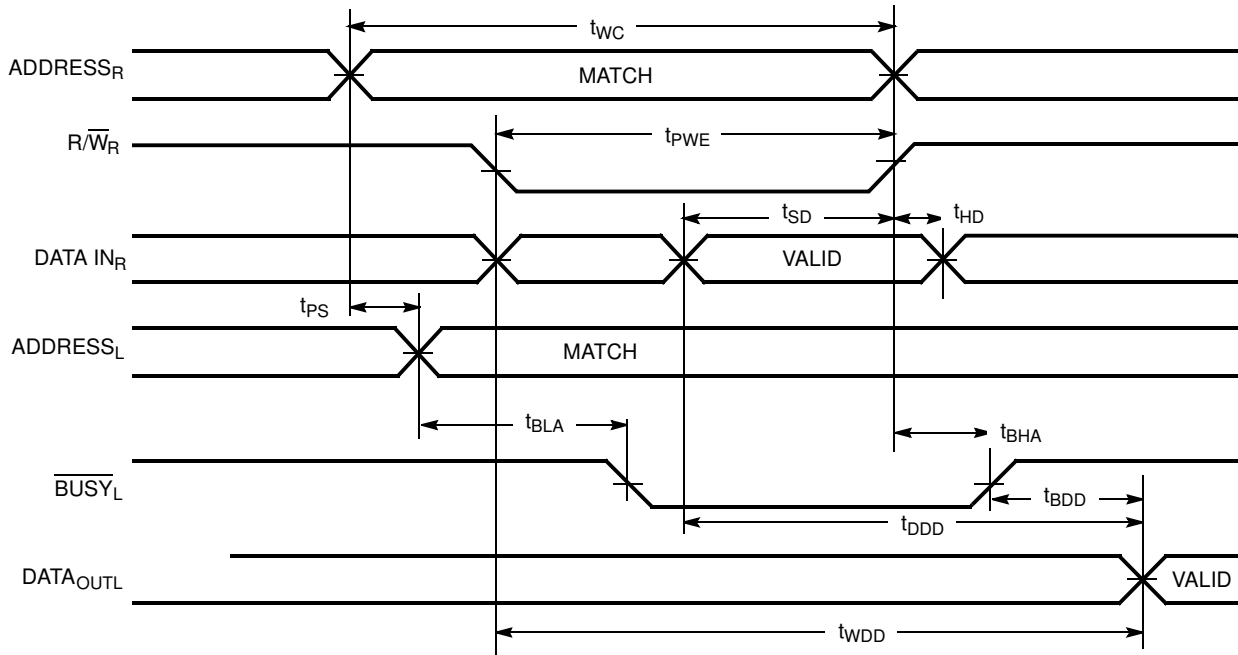 tWC
ADDRESSR
MATCH
R/W̅R
tPWE
tSD
tHD
DATA INR
VALID
tPS
ADDRESSL
MATCH
tBLA
tBHA
B̅U̅S̅Y̅L
tBDD
tDDD
DATAOUTL
VALID
tWDD